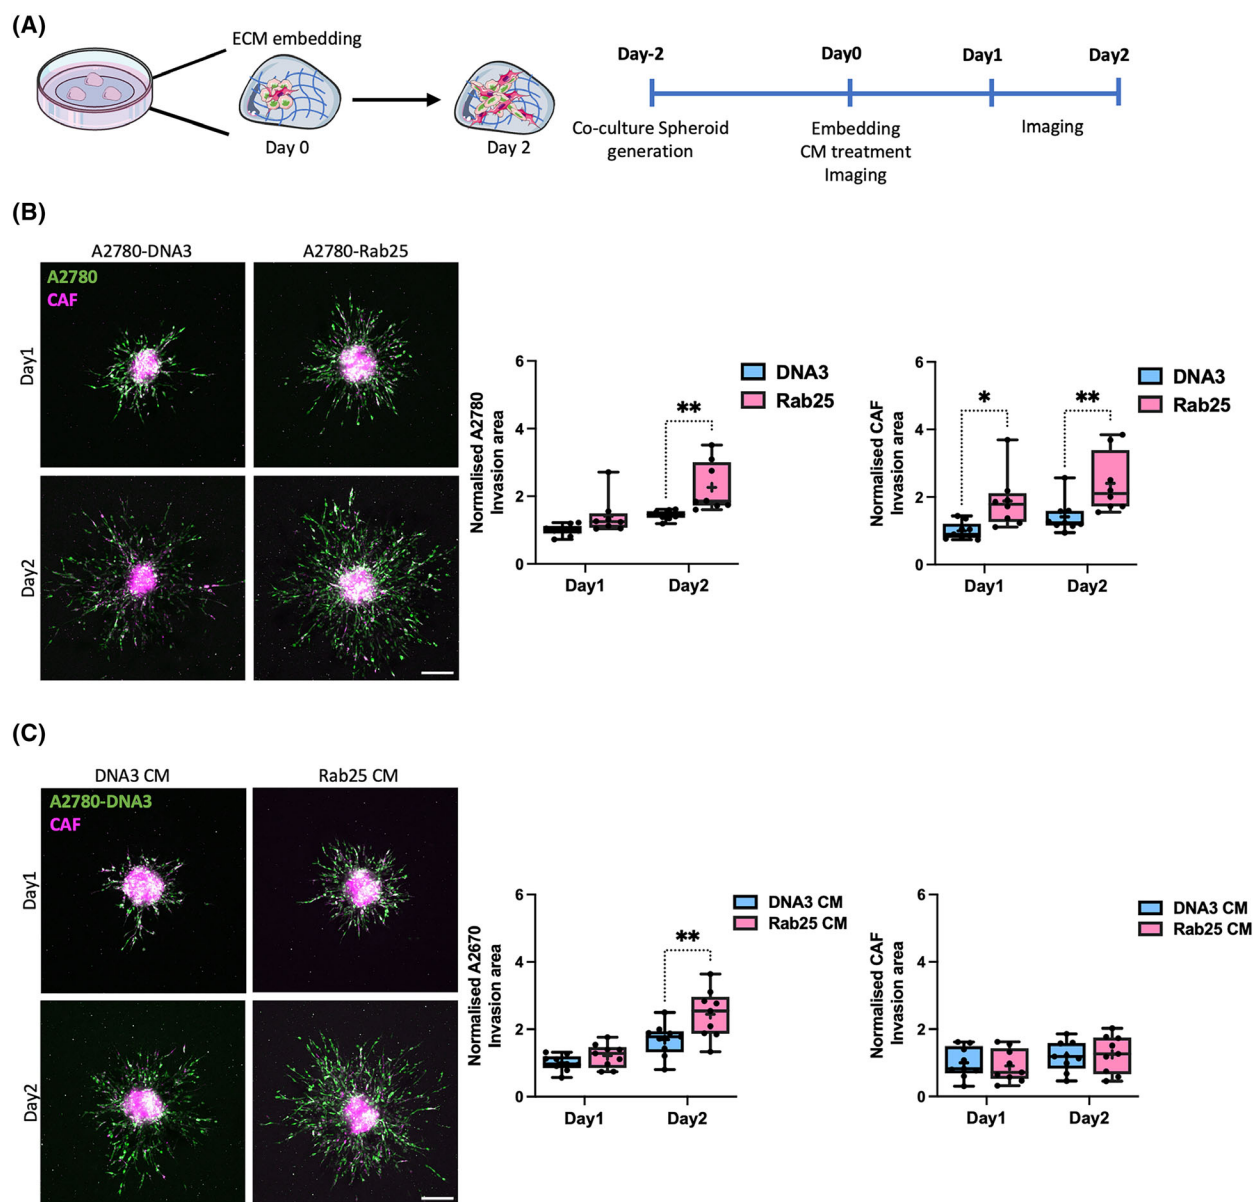 (A)
ECM embedding
Day 0
Day 2
Day-2
Day0
Day1
Day2
Co-culture Spheroid
generation
Embedding
CM treatment
Imaging
Imaging
(B)
A2780-DNA3
A2780-Rab25
A2780
CAF
Day1
Day2
Normalised A2780
Invasion area
6
4
2
0
**
Day1
Day2
DNA3
Rab25
Normalised CAF
Invasion area
6
4
2
0
*
**
Day1
Day2
DNA3
Rab25
(C)
DNA3 CM
Rab25 CM
A2780-DNA3
CAF
Day1
Day2
Normalised A2670
Invasion area
6
4
2
0
**
Day1
Day2
DNA3 CM
Rab25 CM
Normalised CAF
Invasion area
6
4
2
0
Day1
Day2
DNA3 CM
Rab25 CM